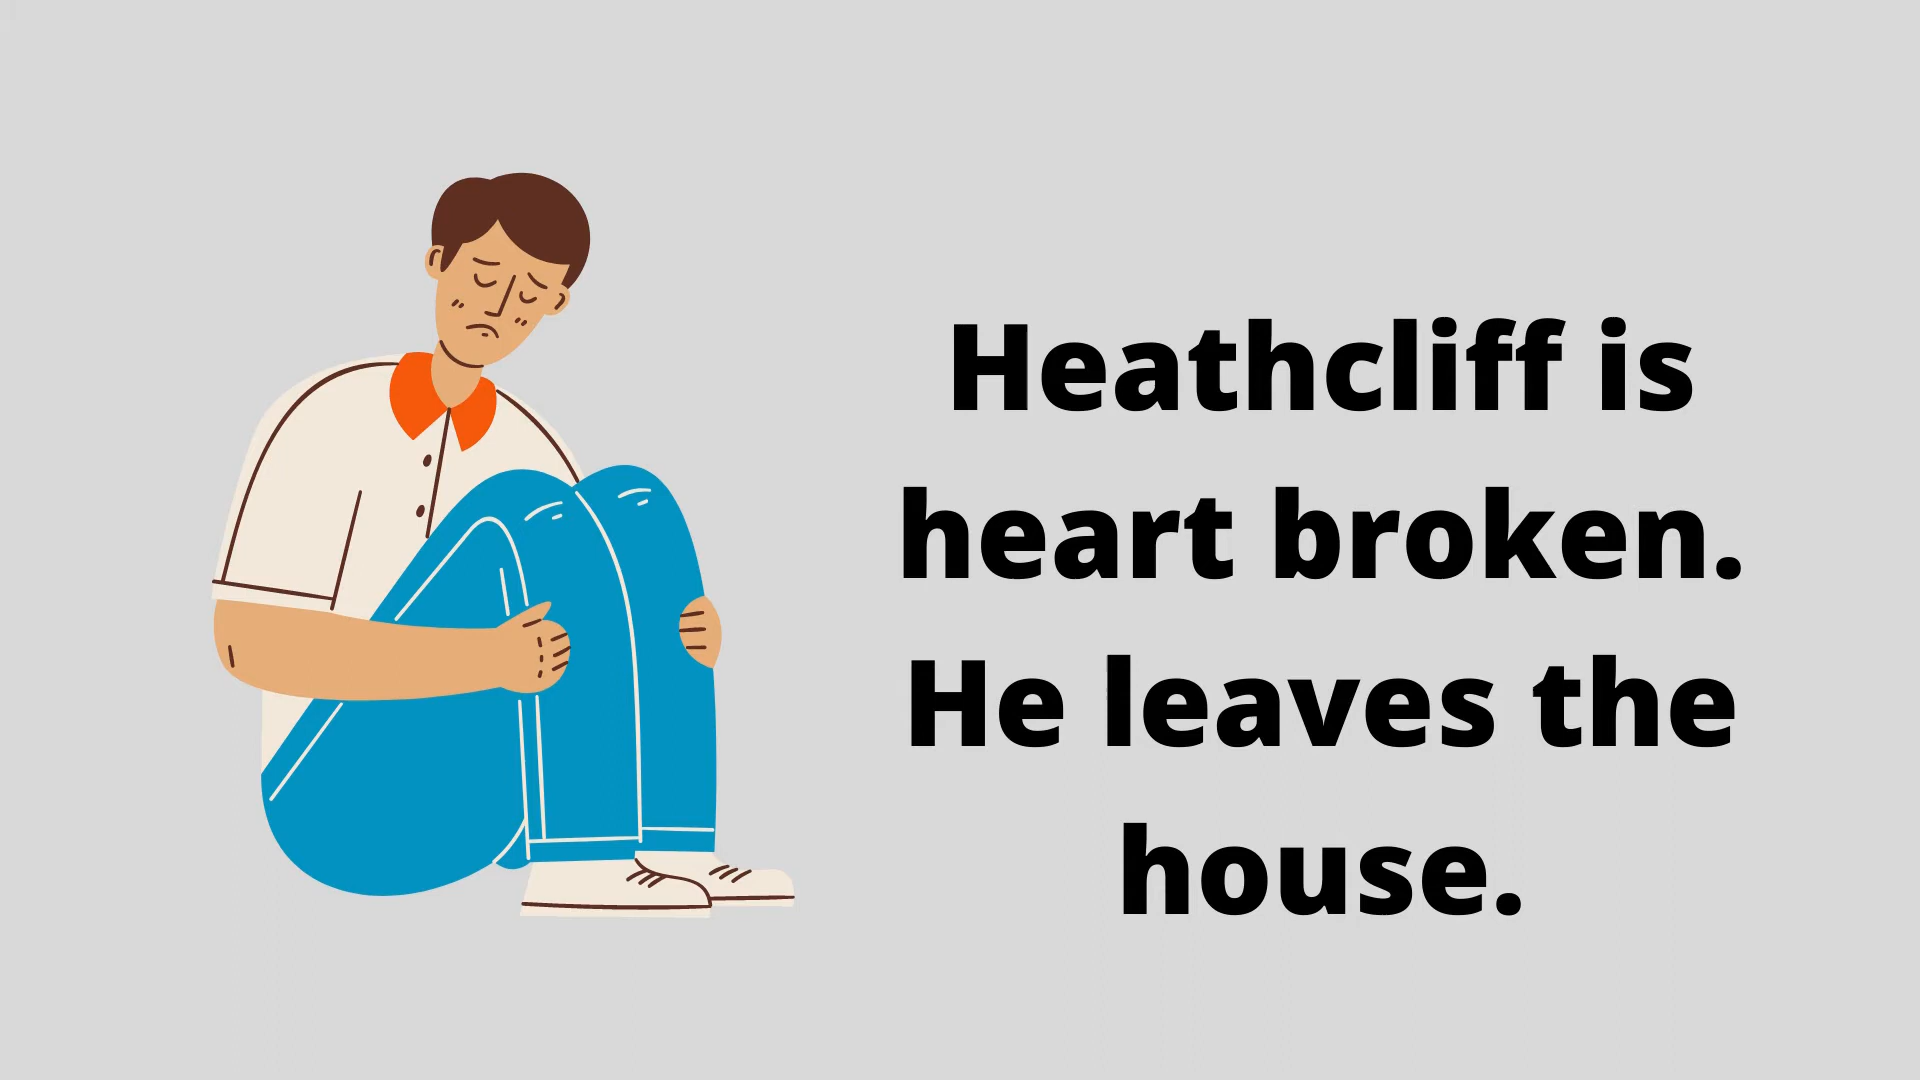 Heathcliff is
heart broken.
He leaves the
house.